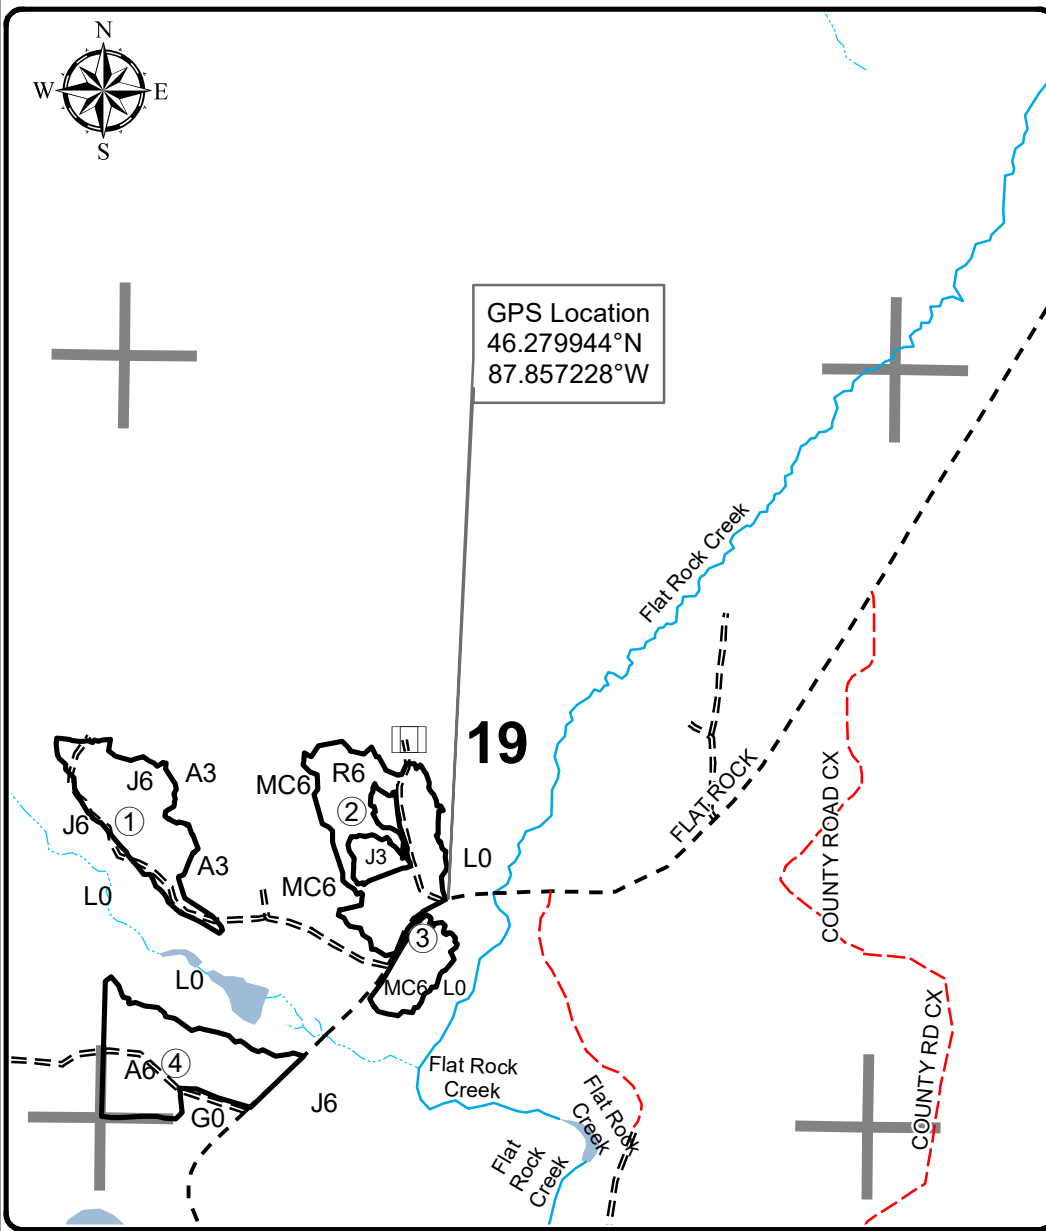 N
W E
S
GPS Location
46.279944°N
87.857228°W
Flat Rock Creek
19
FLAT ROCK
COUNTY ROAD CX
COUNTY RD CX
J6
A3
J6
1
A3
L0
MC6
R6
2
J3
MC6
L0
3
MC6
L0
L0
A6
4
G0
J6
Flat Rock
Creek
Flat Rock
Creek
Flat
Rock
Creek